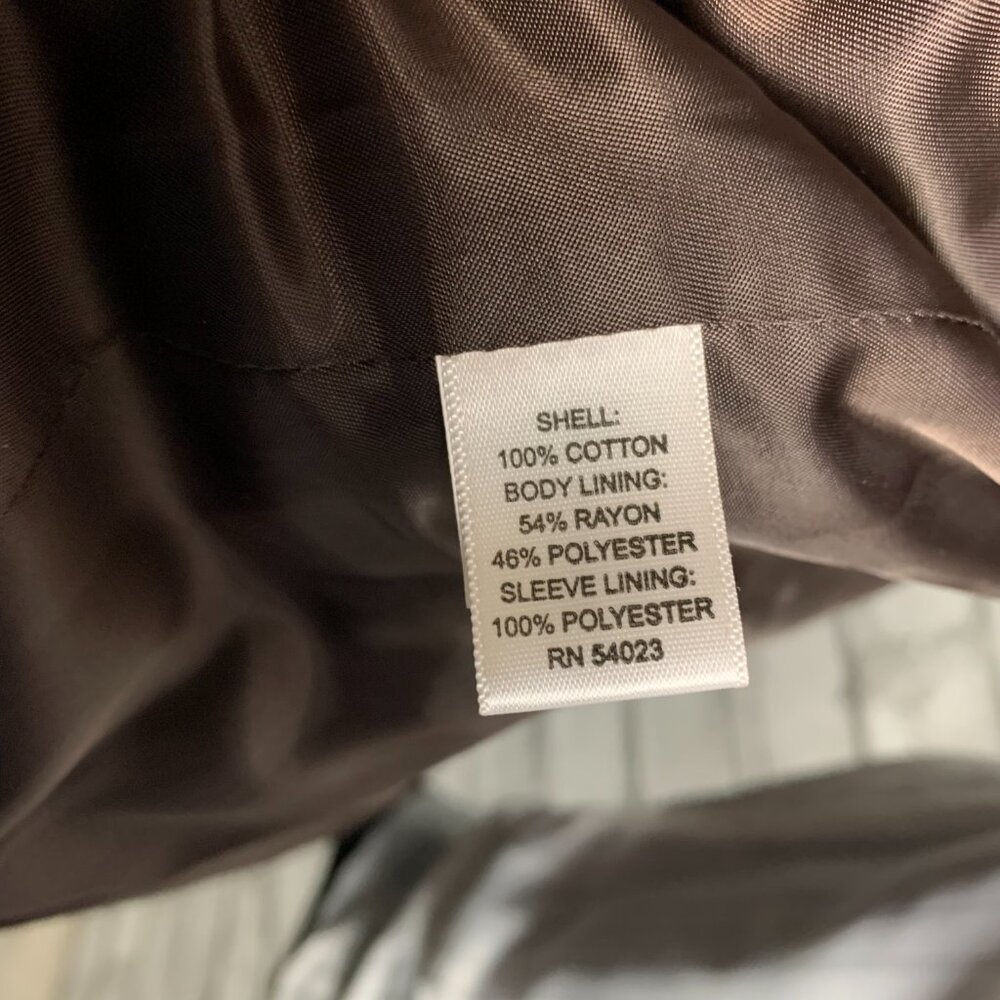 SHELL:
100% COTTON
BODY LINING:
54% RAYON
46% POLYESTER
SLEEVE LINING:
100% POLYESTER
RN 54023